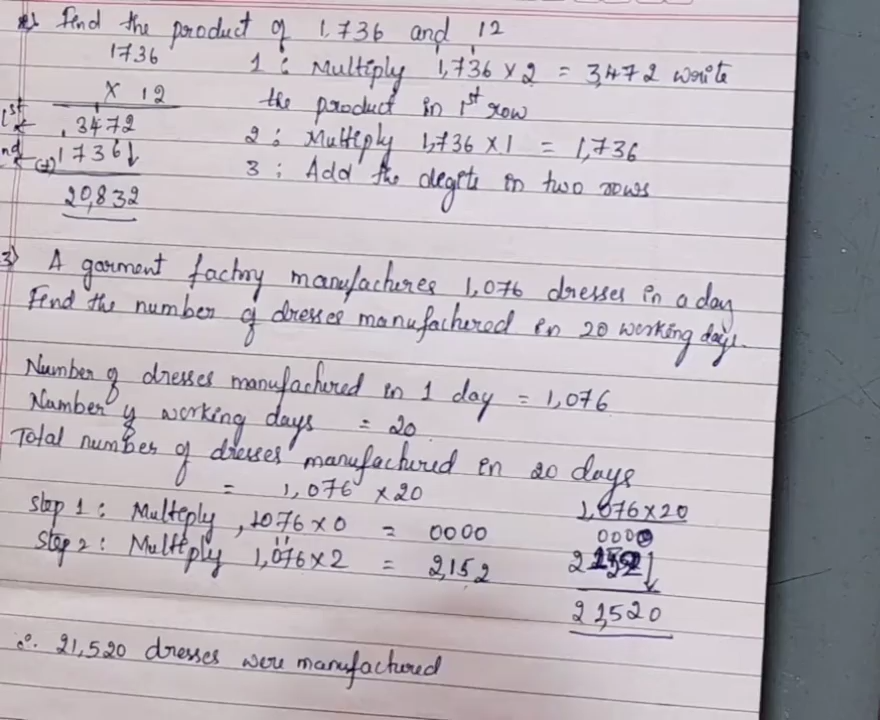 2) Find the product of 1,736 and 12
1736
X 12
1st 3472
nd (+) 1736↓
20,832
1 : Multiply 1,736 x 2 = 3,472 write
the product in 1st row
2 : Multiply 1,736 x 1 = 1,736
3 : Add the degits in two rows
3) A garment factory manufactures 1,076 dresses in a day
Find the number of dresses manufactured in 20 working days.
Number of dresses manufactured in 1 day = 1,076
Number of working days = 20
Total number of dresses manufactured in 20 days
= 1,076 x 20
Step 1 : Multiply 1076 x 0 = 0000
Step 2 : Multiply 1,076 x 2 = 2,152
1,076 x 20
0000
2152↓
21,520
∴ 21,520 dresses were manufactured